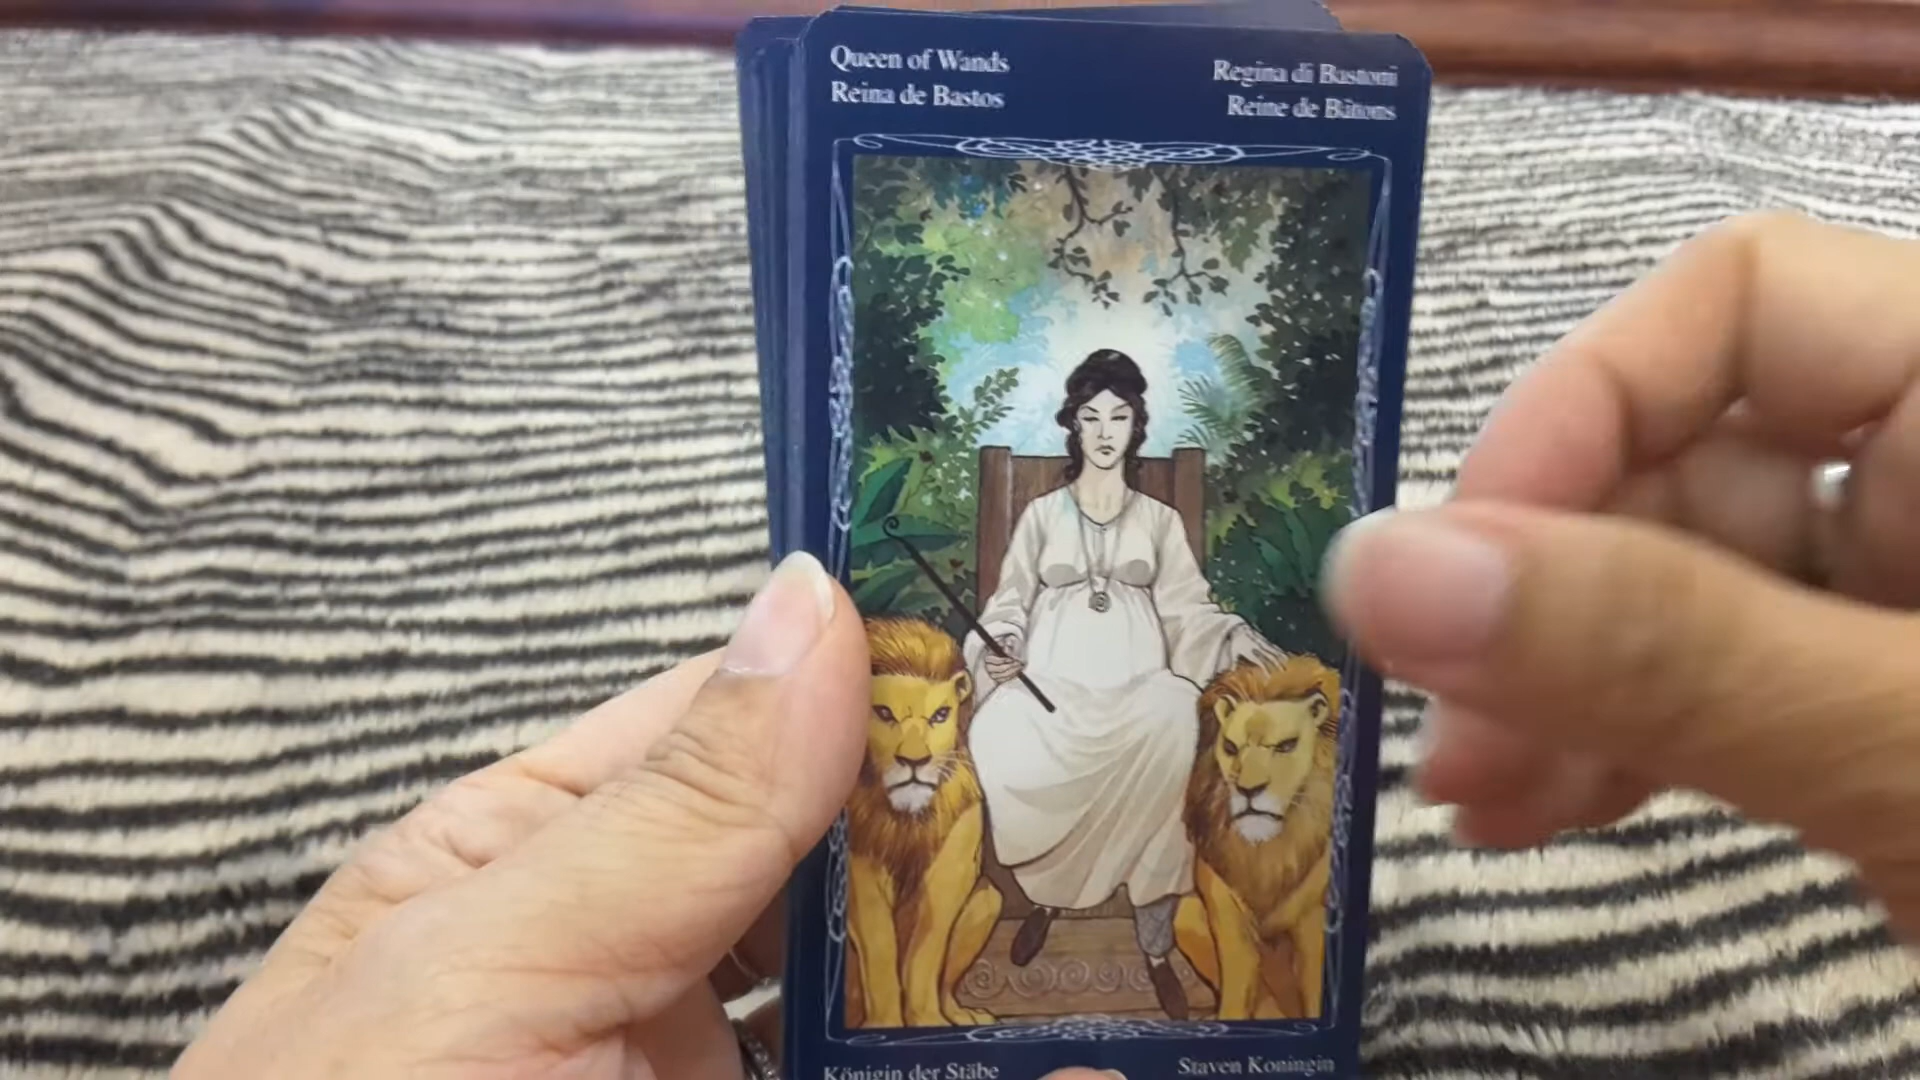 Queen of Wands
Reina de Bastos
Regina di Bastoni
Reine de Bâtons
Königin der Stäbe
Staven Koningin